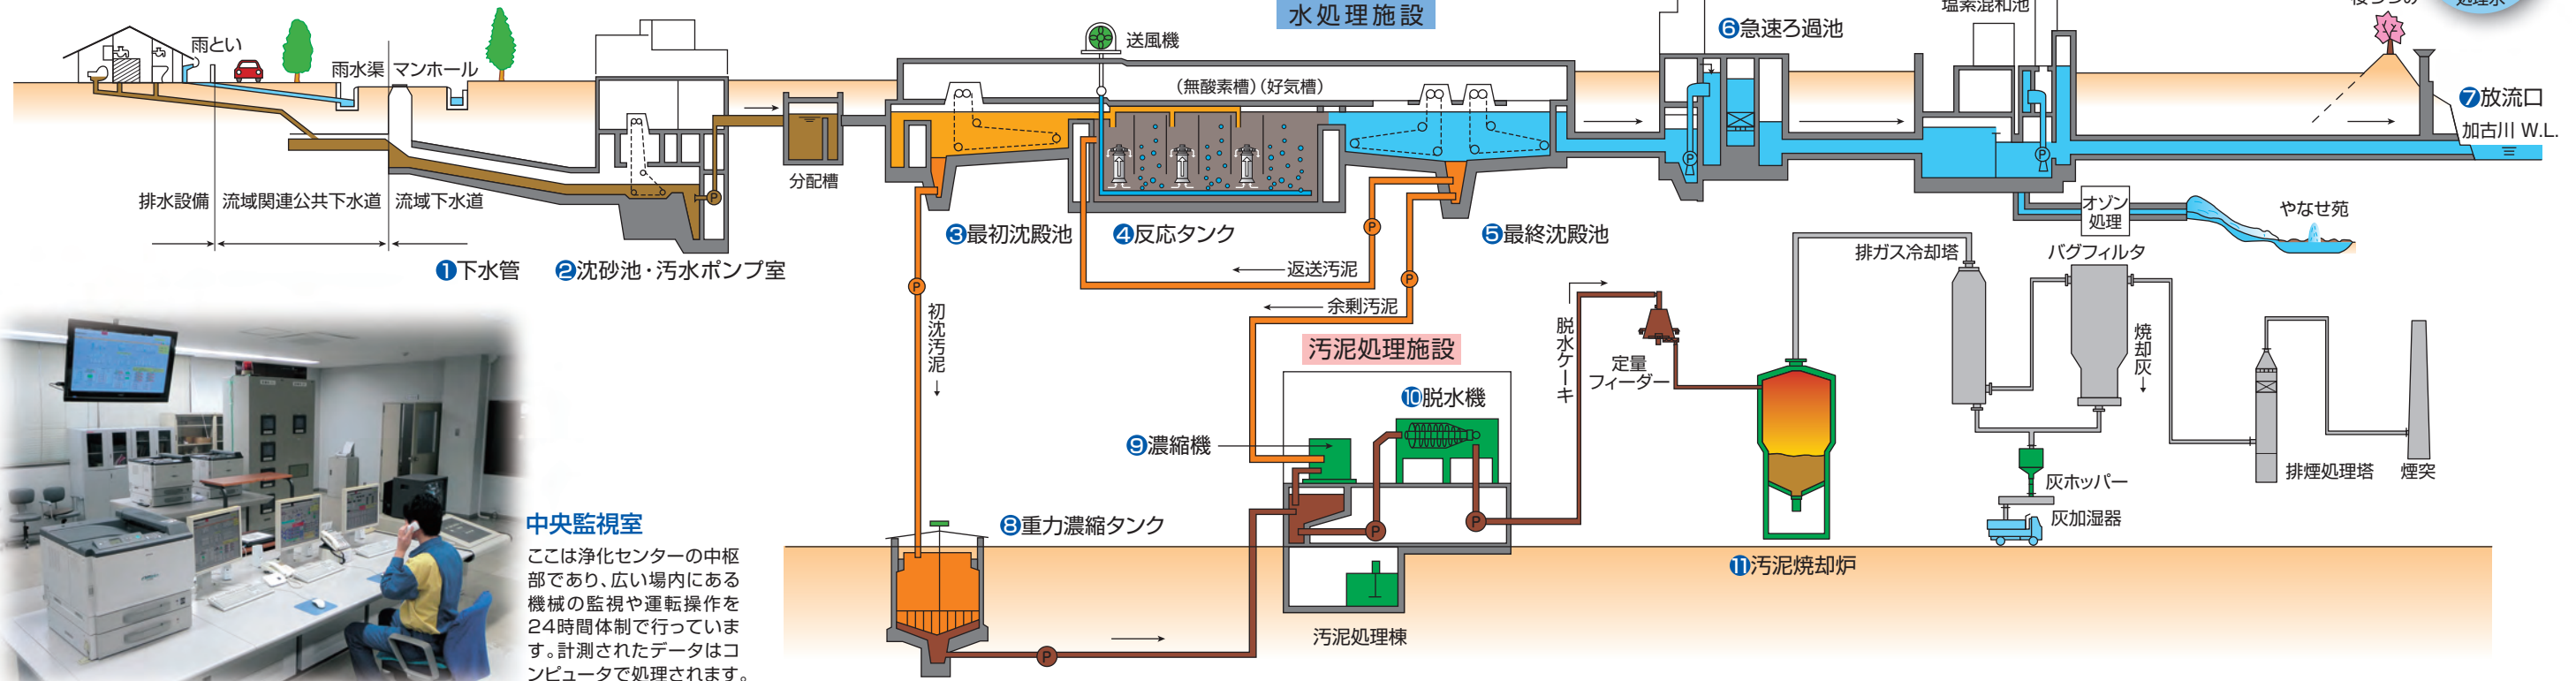 水処理施設
雨とい
雨水渠
マンホール
送風機
(無酸素槽)(好気槽)
⑥急速ろ過池
塩素混和池
⑦放流口
加古川 W.L.
分配槽
排水設備
流域関連公共下水道
流域下水道
①下水管
②沈砂池・汚水ポンプ室
③最初沈殿池
④反応タンク
⑤最終沈殿池
オゾン
処理
やなせ苑
返送汚泥
余剰汚泥
初沈汚泥
汚泥処理施設
脱水ケーキ
定量
フィーダー
排ガス冷却塔
バグフィルタ
焼却灰
排煙処理塔
煙突
灰ホッパー
灰加湿器
⑧重力濃縮タンク
⑨濃縮機
⑩脱水機
⑪汚泥焼却炉
汚泥処理棟
P
P
P
P
P
P
P
P
P
中央監視室
ここは浄化センターの中枢
部であり、広い場内にある
機械の監視や運転操作を
24時間体制で行っていま
す。計測されたデータはコ
ンピュータで処理されます。